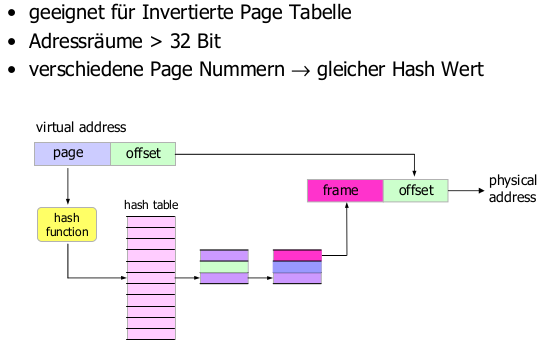 • geeignet für Invertierte Page Tabelle
• Adressräume > 32 Bit
• verschiedene Page Nummern → gleicher Hash Wert
virtual address
page offset
frame offset
physical address
hash function
hash table